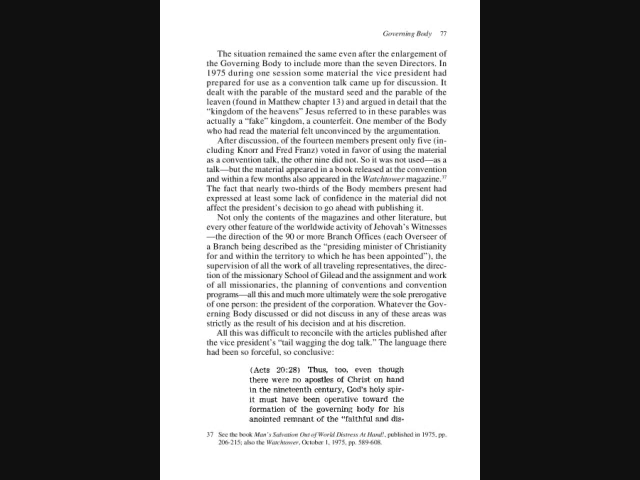 Governing Body 77
The situation remained the same even after the enlargement of
the Governing Body to include more than the seven Directors. In
1975 during one session some material the vice president had
prepared for use as a convention talk came up for discussion. It
dealt with the parable of the mustard seed and the parable of the
leaven (found in Matthew chapter 13) and argued in detail that the
“kingdom of the heavens” Jesus referred to in these parables was
actually a “fake” kingdom, a counterfeit. One member of the Body
who had read the material felt unconvinced by the argumentation.
After discussion, of the fourteen members present only five (in-
cluding Knorr and Fred Franz) voted in favor of using the material
as a convention talk, the other nine did not. So it was not used—as a
talk—but the material appeared in a book released at the convention
and within a few months also appeared in the Watchtower magazine.37
The fact that nearly two-thirds of the Body members present had
expressed at least some lack of confidence in the material did not
affect the president’s decision to go ahead with publishing it.
Not only the contents of the magazines and other literature, but
every other feature of the worldwide activity of Jehovah’s Witnesses
—the direction of the 90 or more Branch Offices (each Overseer of
a Branch being described as the “presiding minister of Christianity
for and within the territory to which he has been appointed”), the
supervision of all the work of all traveling representatives, the direc-
tion of the missionary School of Gilead and the assignment and work
of all missionaries, the planning of conventions and convention
programs—all this and much more ultimately were the sole prerogative
of one person: the president of the corporation. Whatever the Gov-
erning Body discussed or did not discuss in any of these areas was
strictly as the result of his decision and at his discretion.
All this was difficult to reconcile with the articles published after
the vice president’s “tail wagging the dog talk.” The language there
had been so forceful, so conclusive:
(Acts 20:28) Thus, too, even though
there were no apostles of Christ on hand
in the nineteenth century, God’s holy spir-
it must have been operative toward the
formation of the governing body for his
anointed remnant of the “faithful and dis-
37 See the book Man’s Salvation Out of World Distress At Hand!, published in 1975, pp.
206-215; also the Watchtower, October 1, 1975, pp. 589-608.